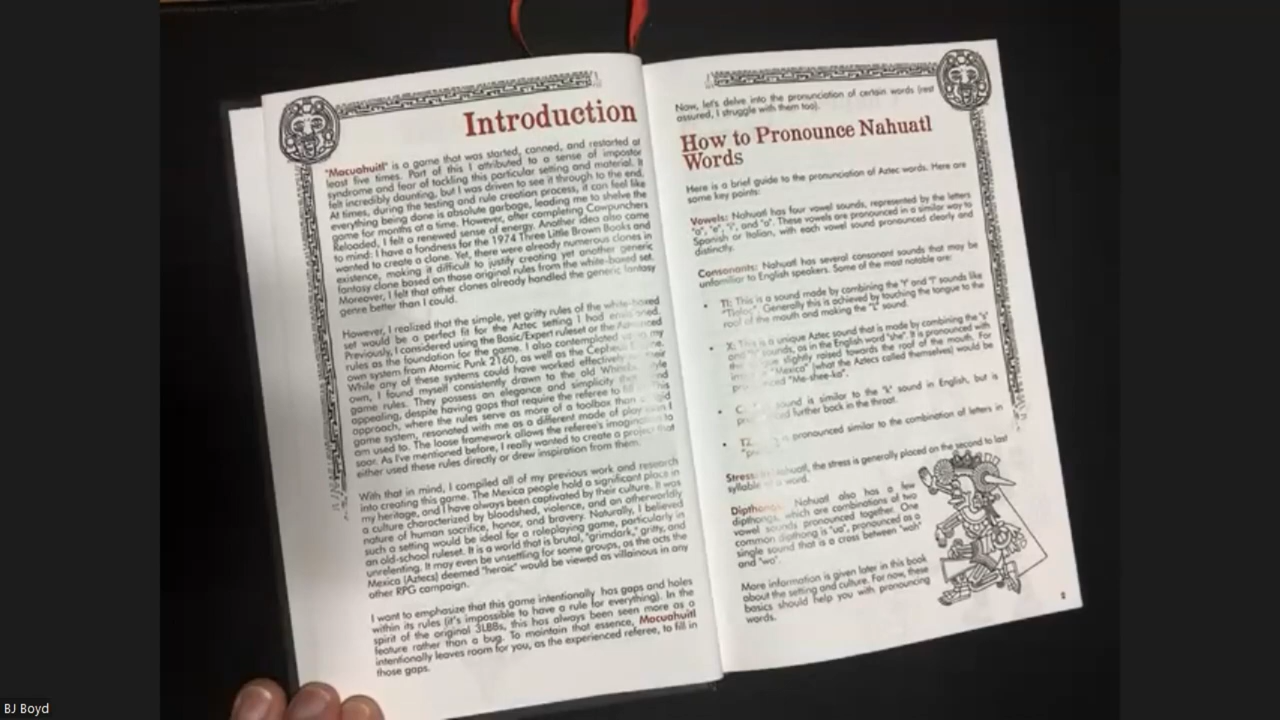 Introduction
"Macuahuitl" is a game that was started, canned, and restarted at
least five times. Part of this I attributed to a sense of impostor
syndrome and fear of tackling this particular setting and material. It
felt incredibly daunting, but I was driven to see it through to the end.
At times, during the testing and rule creation process, it can feel like
everything being done is absolute garbage, leading me to shelve the
game for months at a time. However, after completing Cowpunchers
Reloaded, I felt a renewed sense of energy. Another idea also came
to mind: I have a fondness for the 1974 Three Little Brown Books and
wanted to create a clone. Yet, there were already numerous clones in
existence, making it difficult to justify creating yet another generic
fantasy clone based on those original rules from the white-boxed set.
Moreover, I felt that other clones already handled the generic fantasy
genre better than I could.
However, I realized that the simple, yet gritty rules of the white-boxed
set would be a perfect fit for the Aztec setting I had
Previously, I considered using the Basic/Expert ruleset or the Advanced
rules as the foundation for the game. I also contemplated my
own system from Atomic Punk 2160, as well as the
While any of these systems could have worked effectively their
own, I found myself consistently drawn to the old style
game rules. They possess an elegance and simplicity
appealing, despite having gaps that require the referee to this
approach, where the rules serve as more of a toolbox than
game system, resonated with me as a different mode of play I
am used to. The loose framework allows the referee's imagination to
soar. As I've mentioned before, I really wanted to create a project that
either used these rules directly or drew inspiration from them.
With that in mind, I compiled all of my previous work and research
into creating this game. The Mexica people hold a significant place in
my heritage, and I have always been captivated by their culture. It was
a culture characterized by bloodshed, violence, and an otherworldly
nature of human sacrifice, honor, and bravery. Naturally, I believed
such a setting would be ideal for a roleplaying game, particularly in
an old-school ruleset. It is a world that is brutal, "grimdark," gritty, and
unrelenting. It may even be unsettling for some groups, as the acts the
Mexica (Aztecs) deemed "heroic" would be viewed as villainous in any
other RPG campaign.
I want to emphasize that this game intentionally has gaps and holes
within its rules (it's impossible to have a rule for everything). In the
spirit of the original 3LBBs, this has always been seen more as a
feature rather than a bug. To maintain that essence, Macuahuitl
intentionally leaves room for you, as the experienced referee, to fill in
those gaps.
Now, let's delve into the pronunciation of certain words (rest
assured, I struggle with them too).
How to Pronounce Nahuatl
Words
Here is a brief guide to the pronunciation of Aztec words. Here are
some key points:
Vowels: Nahuatl has four vowel sounds, represented by the letters
"a", "e", "i", and "o". These vowels are pronounced in a similar way to
Spanish or Italian, with each vowel sound pronounced clearly and
distinctly.
Consonants: Nahuatl has several consonant sounds that may be
unfamiliar to English speakers. Some of the most notable are:
• Tl: This is a sound made by combining the "t" and "l" sounds like
"Tlaloc". Generally this is achieved by touching the tongue to the
roof of the mouth and making the "L" sound.
• X: This is a unique Aztec sound that is made by combining the "s"
and sounds, as in the English word "she". It is pronounced with
the tongue slightly raised towards the roof of the mouth. For
"Mexica" (what the Aztecs called themselves) would be
"Me-shee-ka".
• sound is similar to the "k" sound in English, but is
further back in the throat.
• TZ: is pronounced similar to the combination of letters in
Stress: Nahuatl, the stress is generally placed on the second to last
syllable word.
Dipthongs: Nahuatl also has a few
dipthongs, which are combinations of two
vowel sounds pronounced together. One
common dipthong is "ua", pronounced as a
single sound that is a cross between "wah"
and "wo".
More information is given later in this book
about the setting and culture. For now, these
basics should help you with pronouncing
words.
BJ Boyd